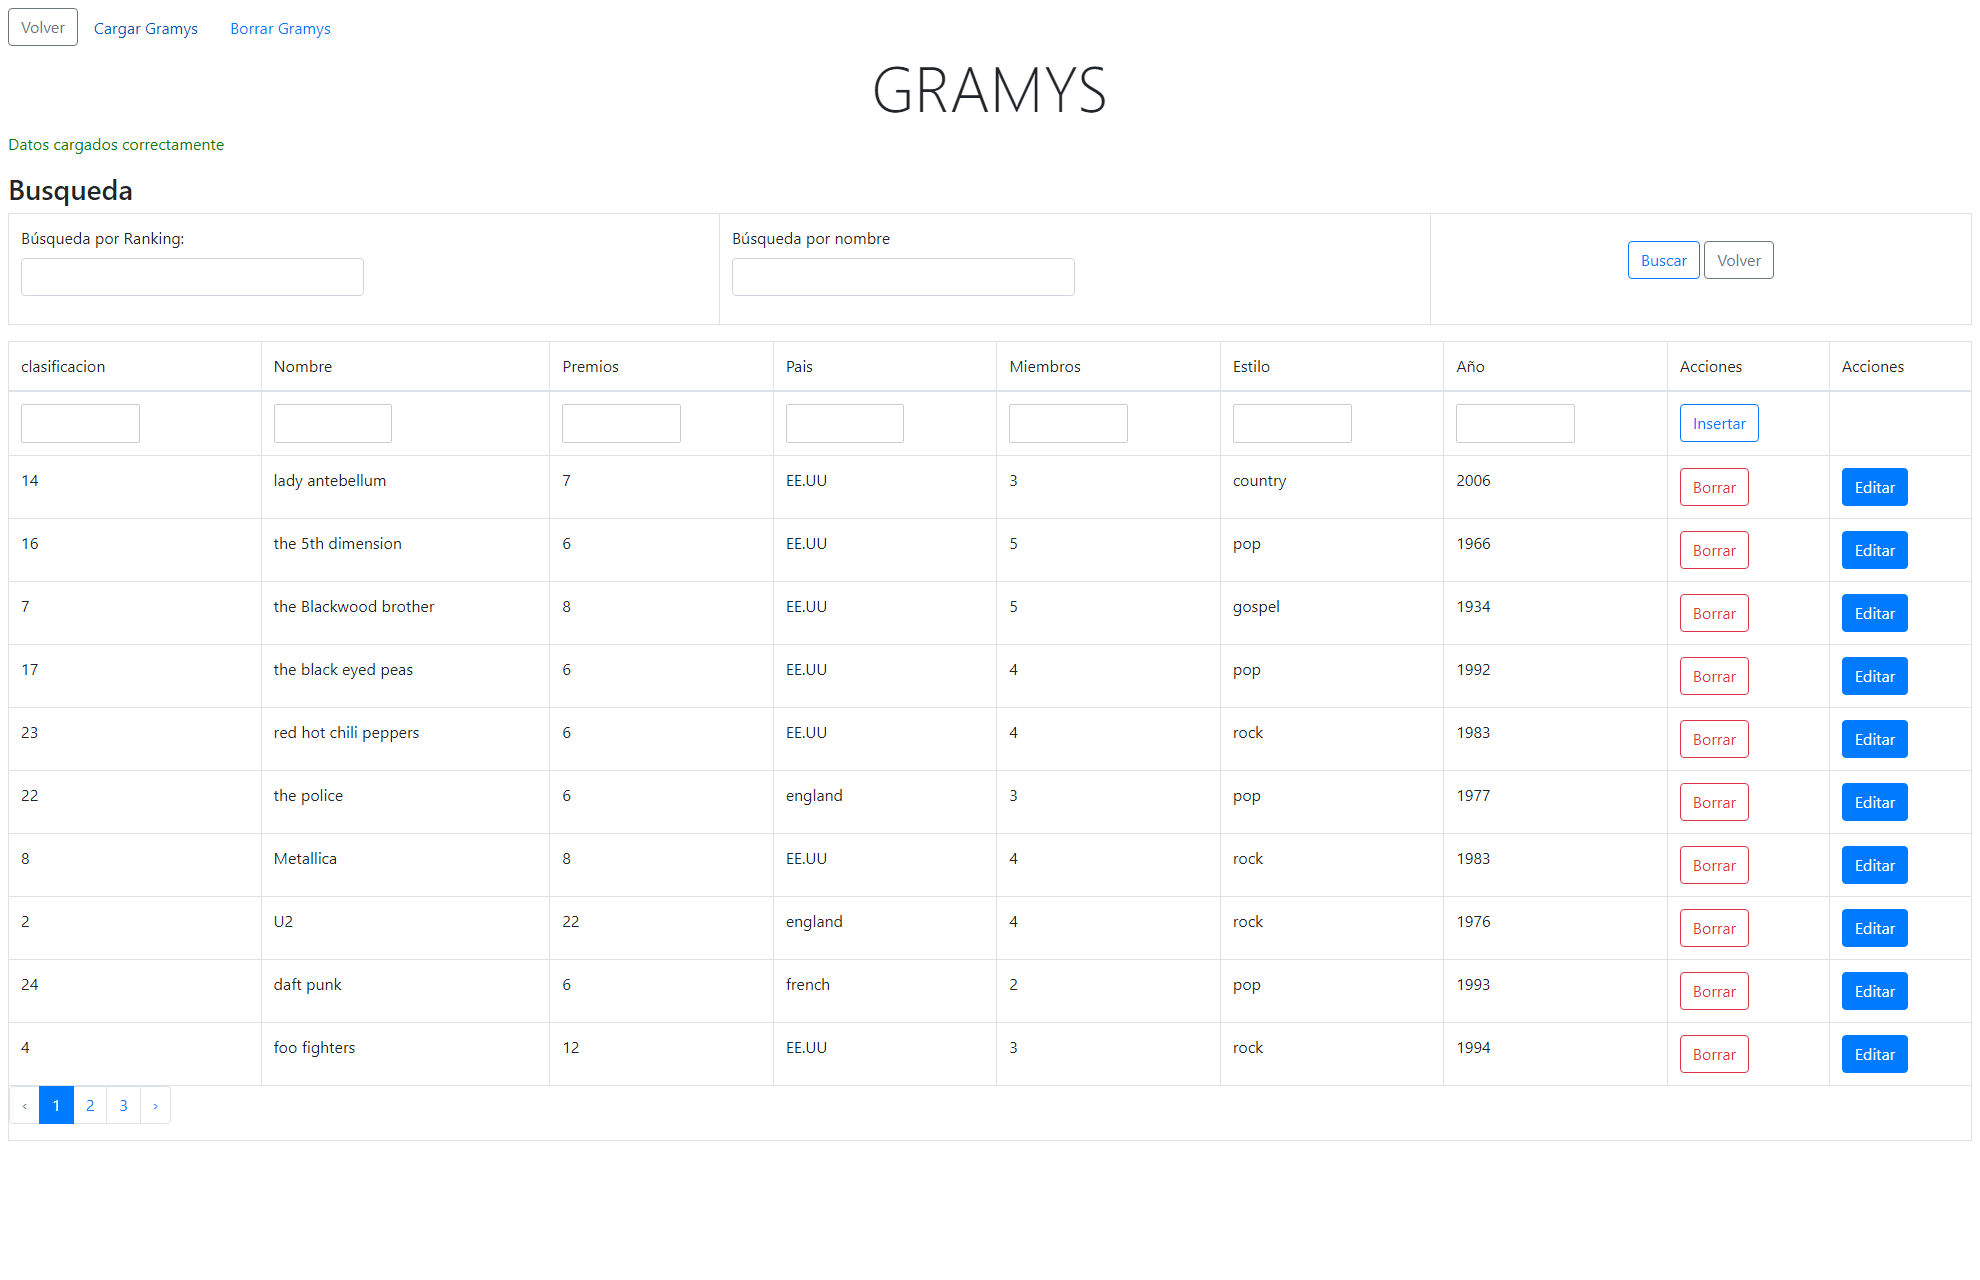 Volver Cargar Gramys Borrar Gramys
GRAMYS
Datos cargados correctamente
Busqueda
Búsqueda por Ranking: Búsqueda por nombre
Buscar Volver
clasificacion Nombre Premios Pais Miembros Estilo Año Acciones Acciones
Insertar
14 lady antebellum 7 EE.UU 3 country 2006 Borrar Editar
16 the 5th dimension 6 EE.UU 5 pop 1966 Borrar Editar
7 the Blackwood brother 8 EE.UU 5 gospel 1934 Borrar Editar
17 the black eyed peas 6 EE.UU 4 pop 1992 Borrar Editar
23 red hot chili peppers 6 EE.UU 4 rock 1983 Borrar Editar
22 the police 6 england 3 pop 1977 Borrar Editar
8 Metallica 8 EE.UU 4 rock 1983 Borrar Editar
2 U2 22 england 4 rock 1976 Borrar Editar
24 daft punk 6 french 2 pop 1993 Borrar Editar
4 foo fighters 12 EE.UU 3 rock 1994 Borrar Editar
‹ 1 2 3 ›